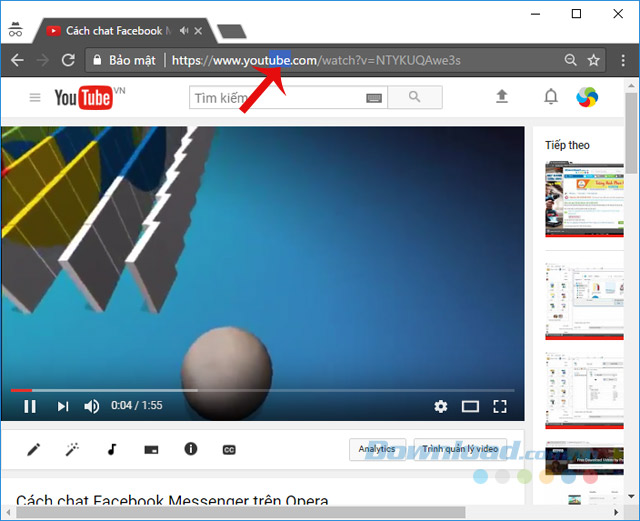 Cách chat Facebook M
Bảo mật
https://www.youtube.com/watch?v=NTYKUQAwe3s
YouTube VN
Tìm kiếm
Tiếp theo
0:04 / 1:55
Analytics
Trình quản lý video
Download.com.vn
Cách chat Facebook Messenger trên Opera